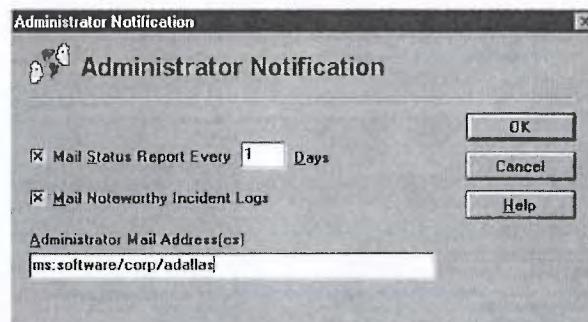 Administrator Notification
Administrator Notification
OK
Mail Status Report Every 1 Days
Cancel
Mail Noteworthy Incident Logs
Help
Administrator Mail Address(es)
ms:software/corp/adallas